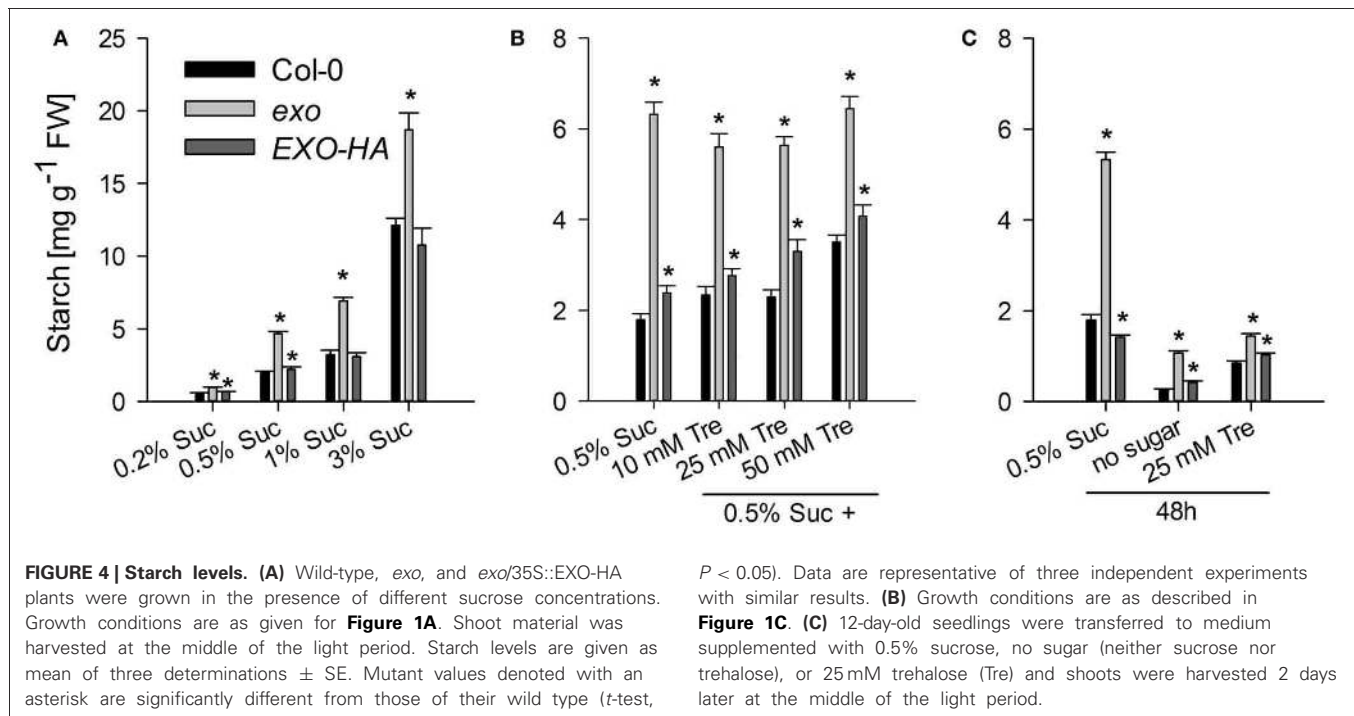 A
B
C
25
20
15
10
5
0
Starch [mg g-1 FW]
Col-0
exo
EXO-HA
* * * * * *
0.2% Suc
0.5% Suc
1% Suc
3% Suc
8
6
4
2
0
* * * * * * * *
0.5% Suc
10 mM Tre
25 mM Tre
50 mM Tre
0.5% Suc +
8
6
4
2
0
* * * * * *
0.5% Suc
no sugar
25 mM Tre
48h
FIGURE 4 | Starch levels. (A) Wild-type, exo, and exo/35S::EXO-HA
plants were grown in the presence of different sucrose concentrations.
Growth conditions are as given for Figure 1A. Shoot material was
harvested at the middle of the light period. Starch levels are given as
mean of three determinations ± SE. Mutant values denoted with an
asterisk are significantly different from those of their wild type (t-test,
P < 0.05). Data are representative of three independent experiments
with similar results. (B) Growth conditions are as described in
Figure 1C. (C) 12-day-old seedlings were transferred to medium
supplemented with 0.5% sucrose, no sugar (neither sucrose nor
trehalose), or 25 mM trehalose (Tre) and shoots were harvested 2 days
later at the middle of the light period.